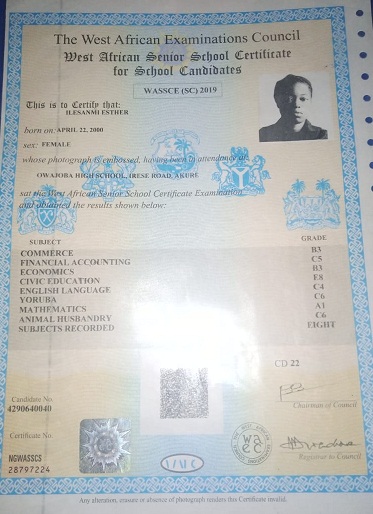 The West African Examinations Council
West African Senior School Certificate
for School Candidates
WASSCE (SC) 2019
This is to Certify that:
ILESANMI ESTHER
born on: APRIL 22, 2000
sex: FEMALE
whose photograph is embossed, having been in attendance at
OWAJOBA HIGH SCHOOL, IRESE ROAD, AKURE
sat the West African Senior School Certificate Examination
and obtained the results shown below:
SUBJECT GRADE
COMMERCE B3
FINANCIAL ACCOUNTING C5
ECONOMICS B3
CIVIC EDUCATION E8
ENGLISH LANGUAGE C4
YORUBA C6
MATHEMATICS A1
ANIMAL HUSBANDRY C6
SUBJECTS RECORDED EIGHT
CD 22
Candidate No.
4290640040
Chairman of Council
Certificate No.
NGWASSCS
28797224
Registrar to Council
Any alteration, erasure or absence of photograph renders this Certificate invalid.